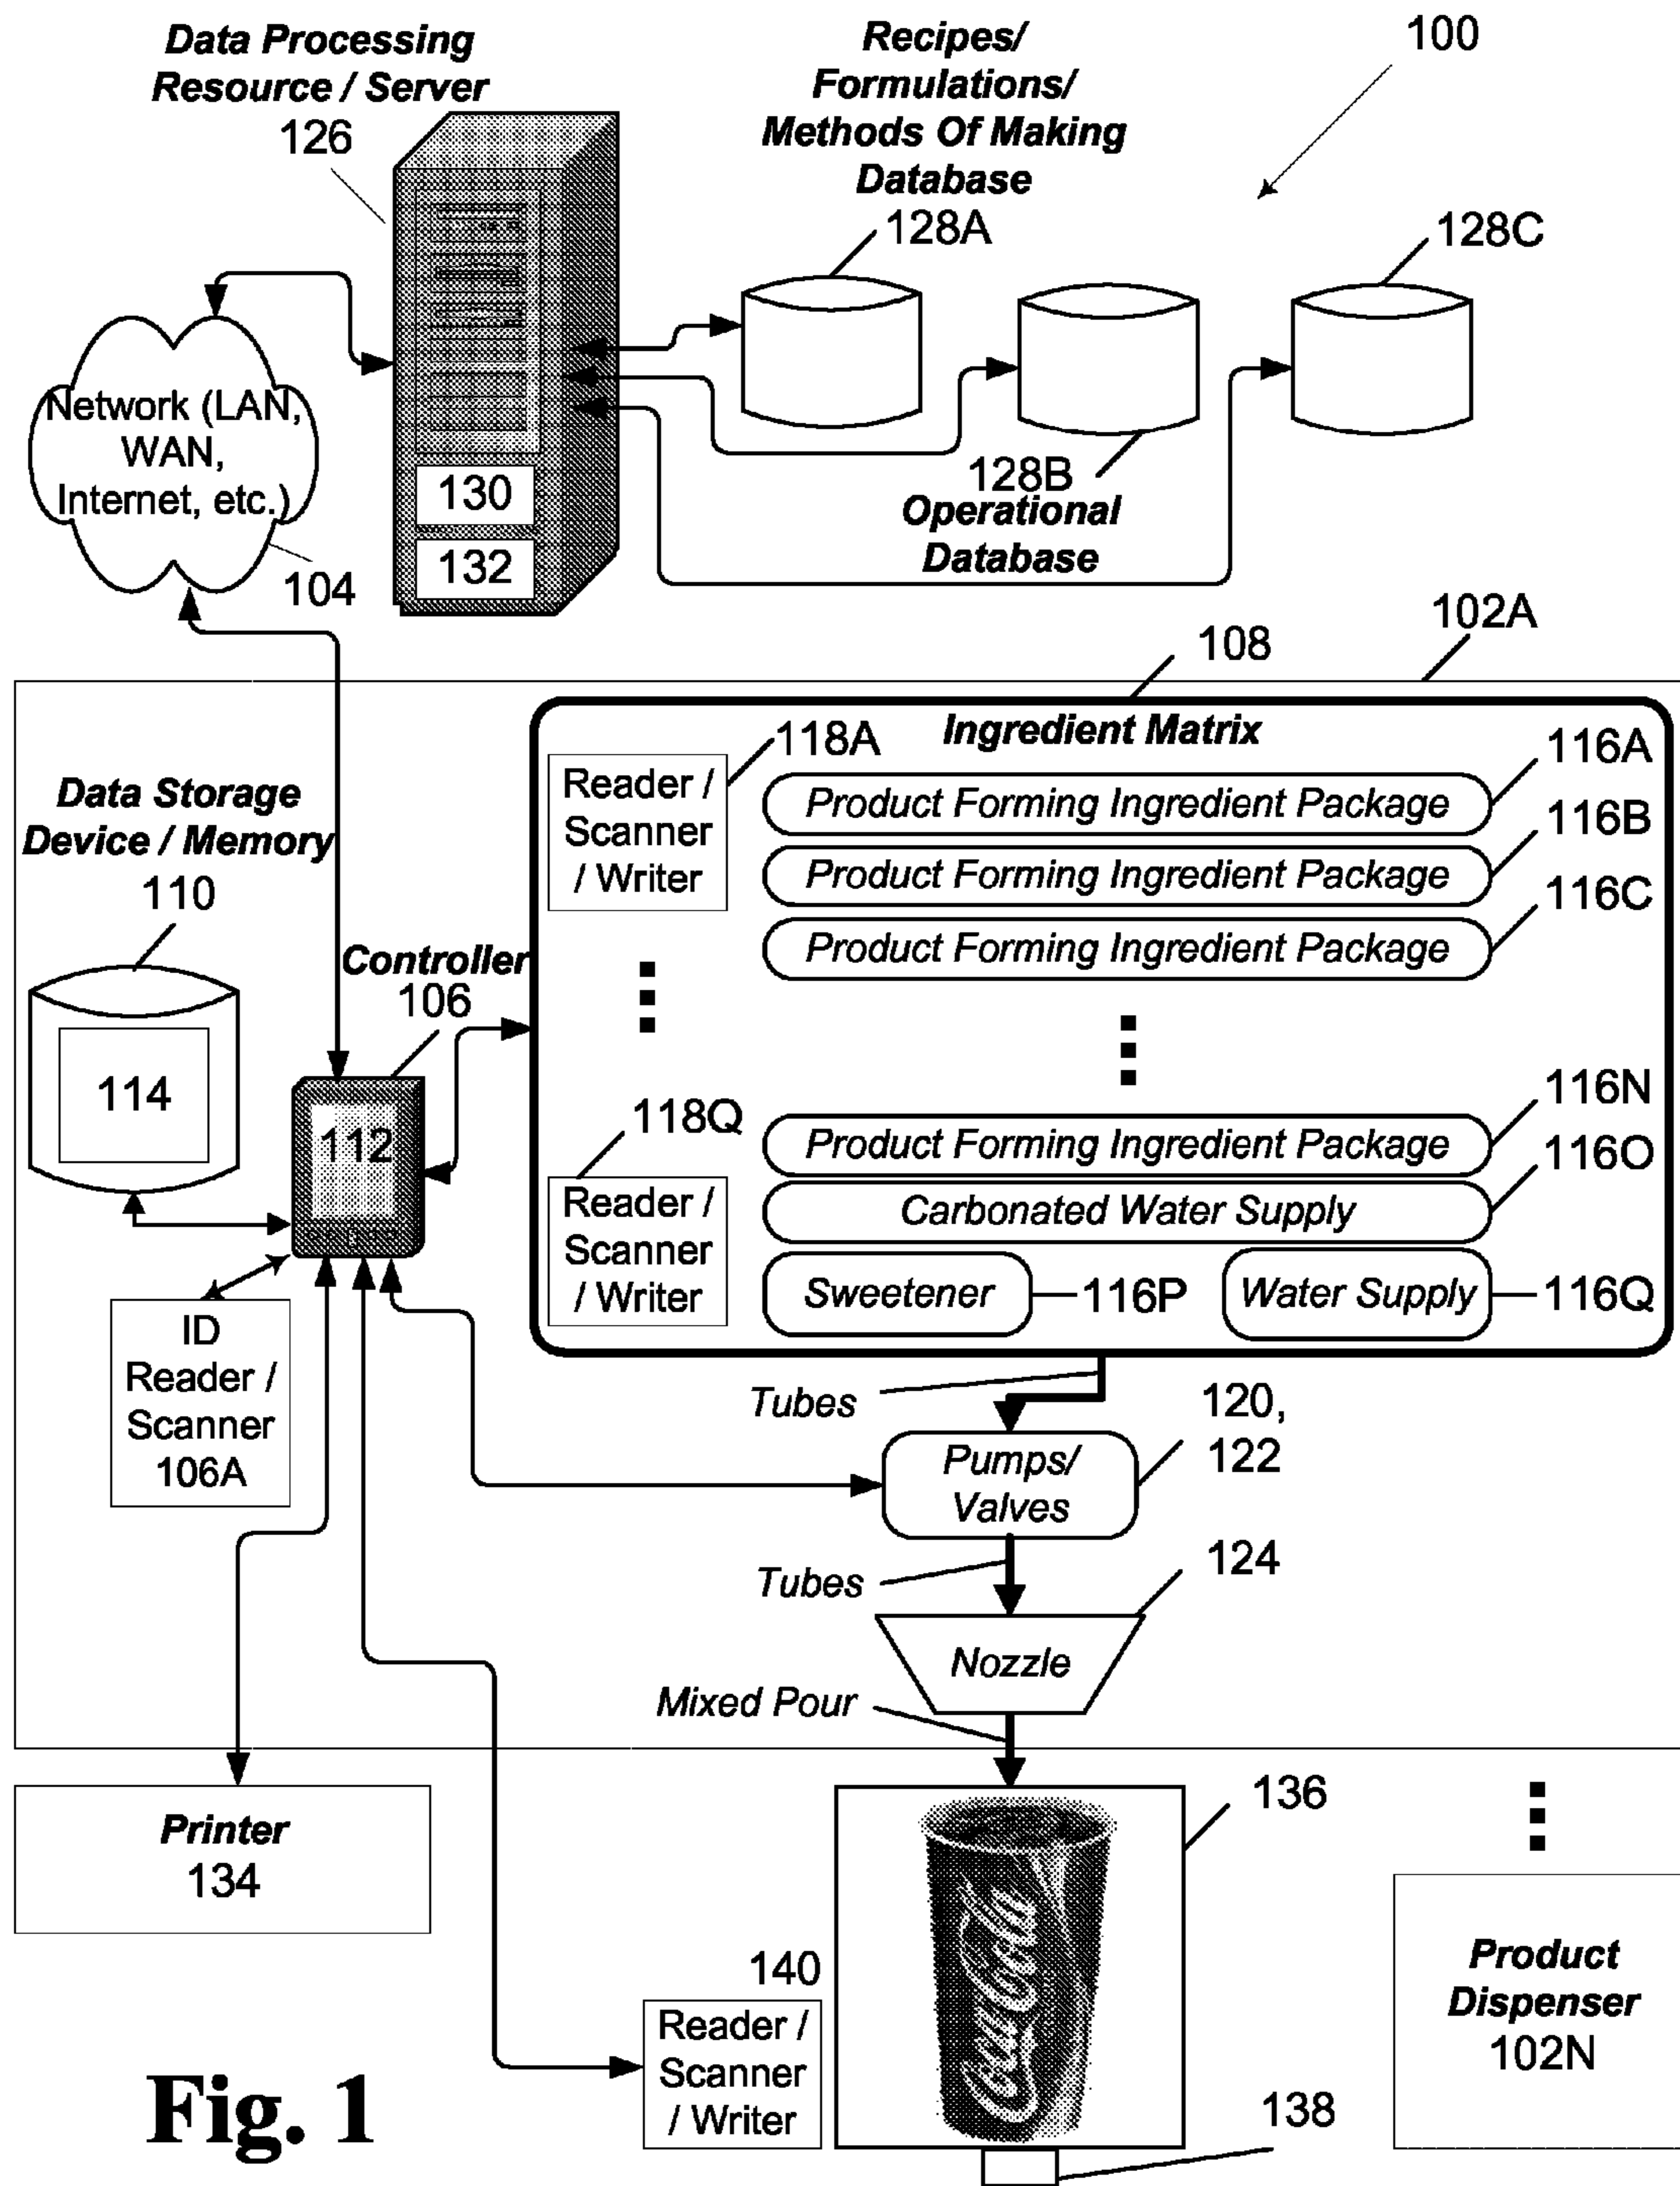 Data Processing
Resource / Server
126
Recipes/
Formulations/
Methods Of Making
Database
128A
100
128C
Network (LAN,
WAN,
Internet, etc.)
104
130
132
128B
Operational
Database
102A
108
Ingredient Matrix
118A
Reader /
Scanner
/ Writer
Product Forming Ingredient Package
116A
Product Forming Ingredient Package
116B
Product Forming Ingredient Package
116C
Data Storage
Device / Memory
110
114
Controller
106
112
118Q
Reader /
Scanner
/ Writer
Product Forming Ingredient Package
116N
Carbonated Water Supply
116O
Sweetener
116P
Water Supply
116Q
ID
Reader /
Scanner
106A
Tubes
Pumps/
Valves
120,
122
Tubes
124
Nozzle
Mixed Pour
Printer
134
136
Coca-Cola
140
Reader /
Scanner
/ Writer
138
Product
Dispenser
102N
Fig. 1